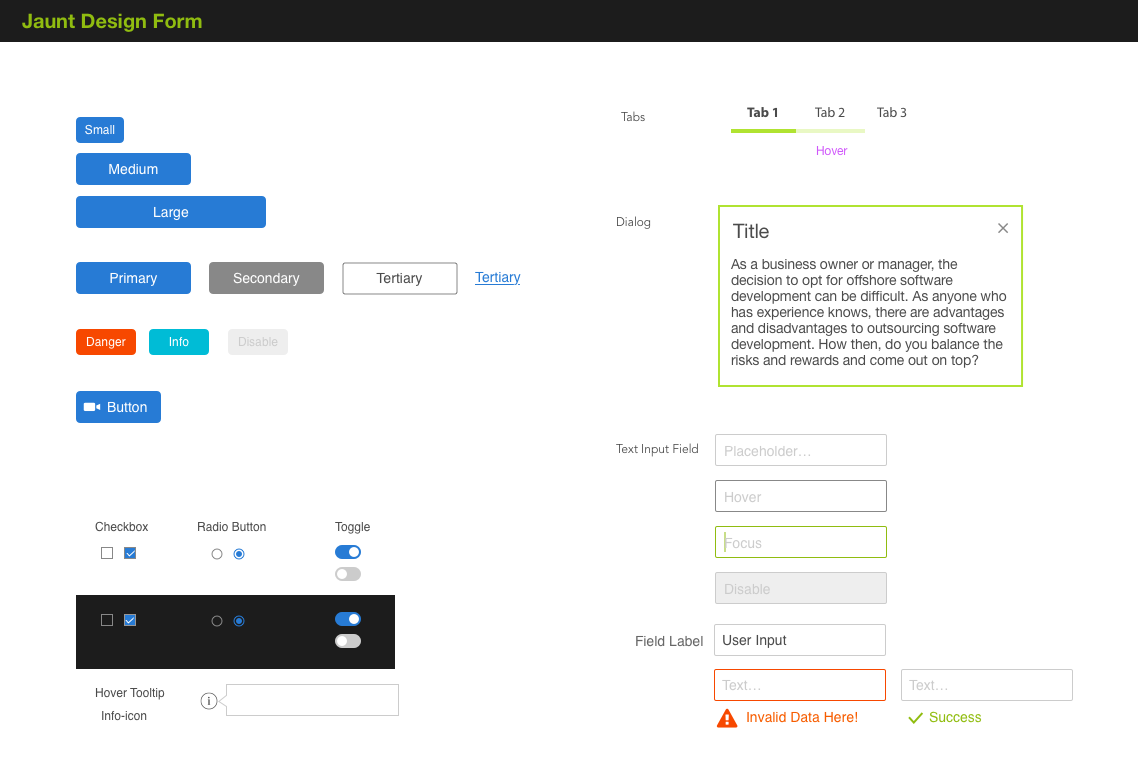 Jaunt Design Form
Small
Medium
Large
Primary
Secondary
Tertiary
Tertiary
Danger
Info
Disable
Button
Checkbox
Radio Button
Toggle
Hover Tooltip
Info-icon
i
Tabs
Tab 1
Tab 2
Tab 3
Hover
Dialog
Title
As a business owner or manager, the
decision to opt for offshore software
development can be difficult. As anyone who
has experience knows, there are advantages
and disadvantages to outsourcing software
development. How then, do you balance the
risks and rewards and come out on top?
Text Input Field
Placeholder…
Hover
Focus
Disable
Field Label
User Input
Text…
Text…
Invalid Data Here!
Success